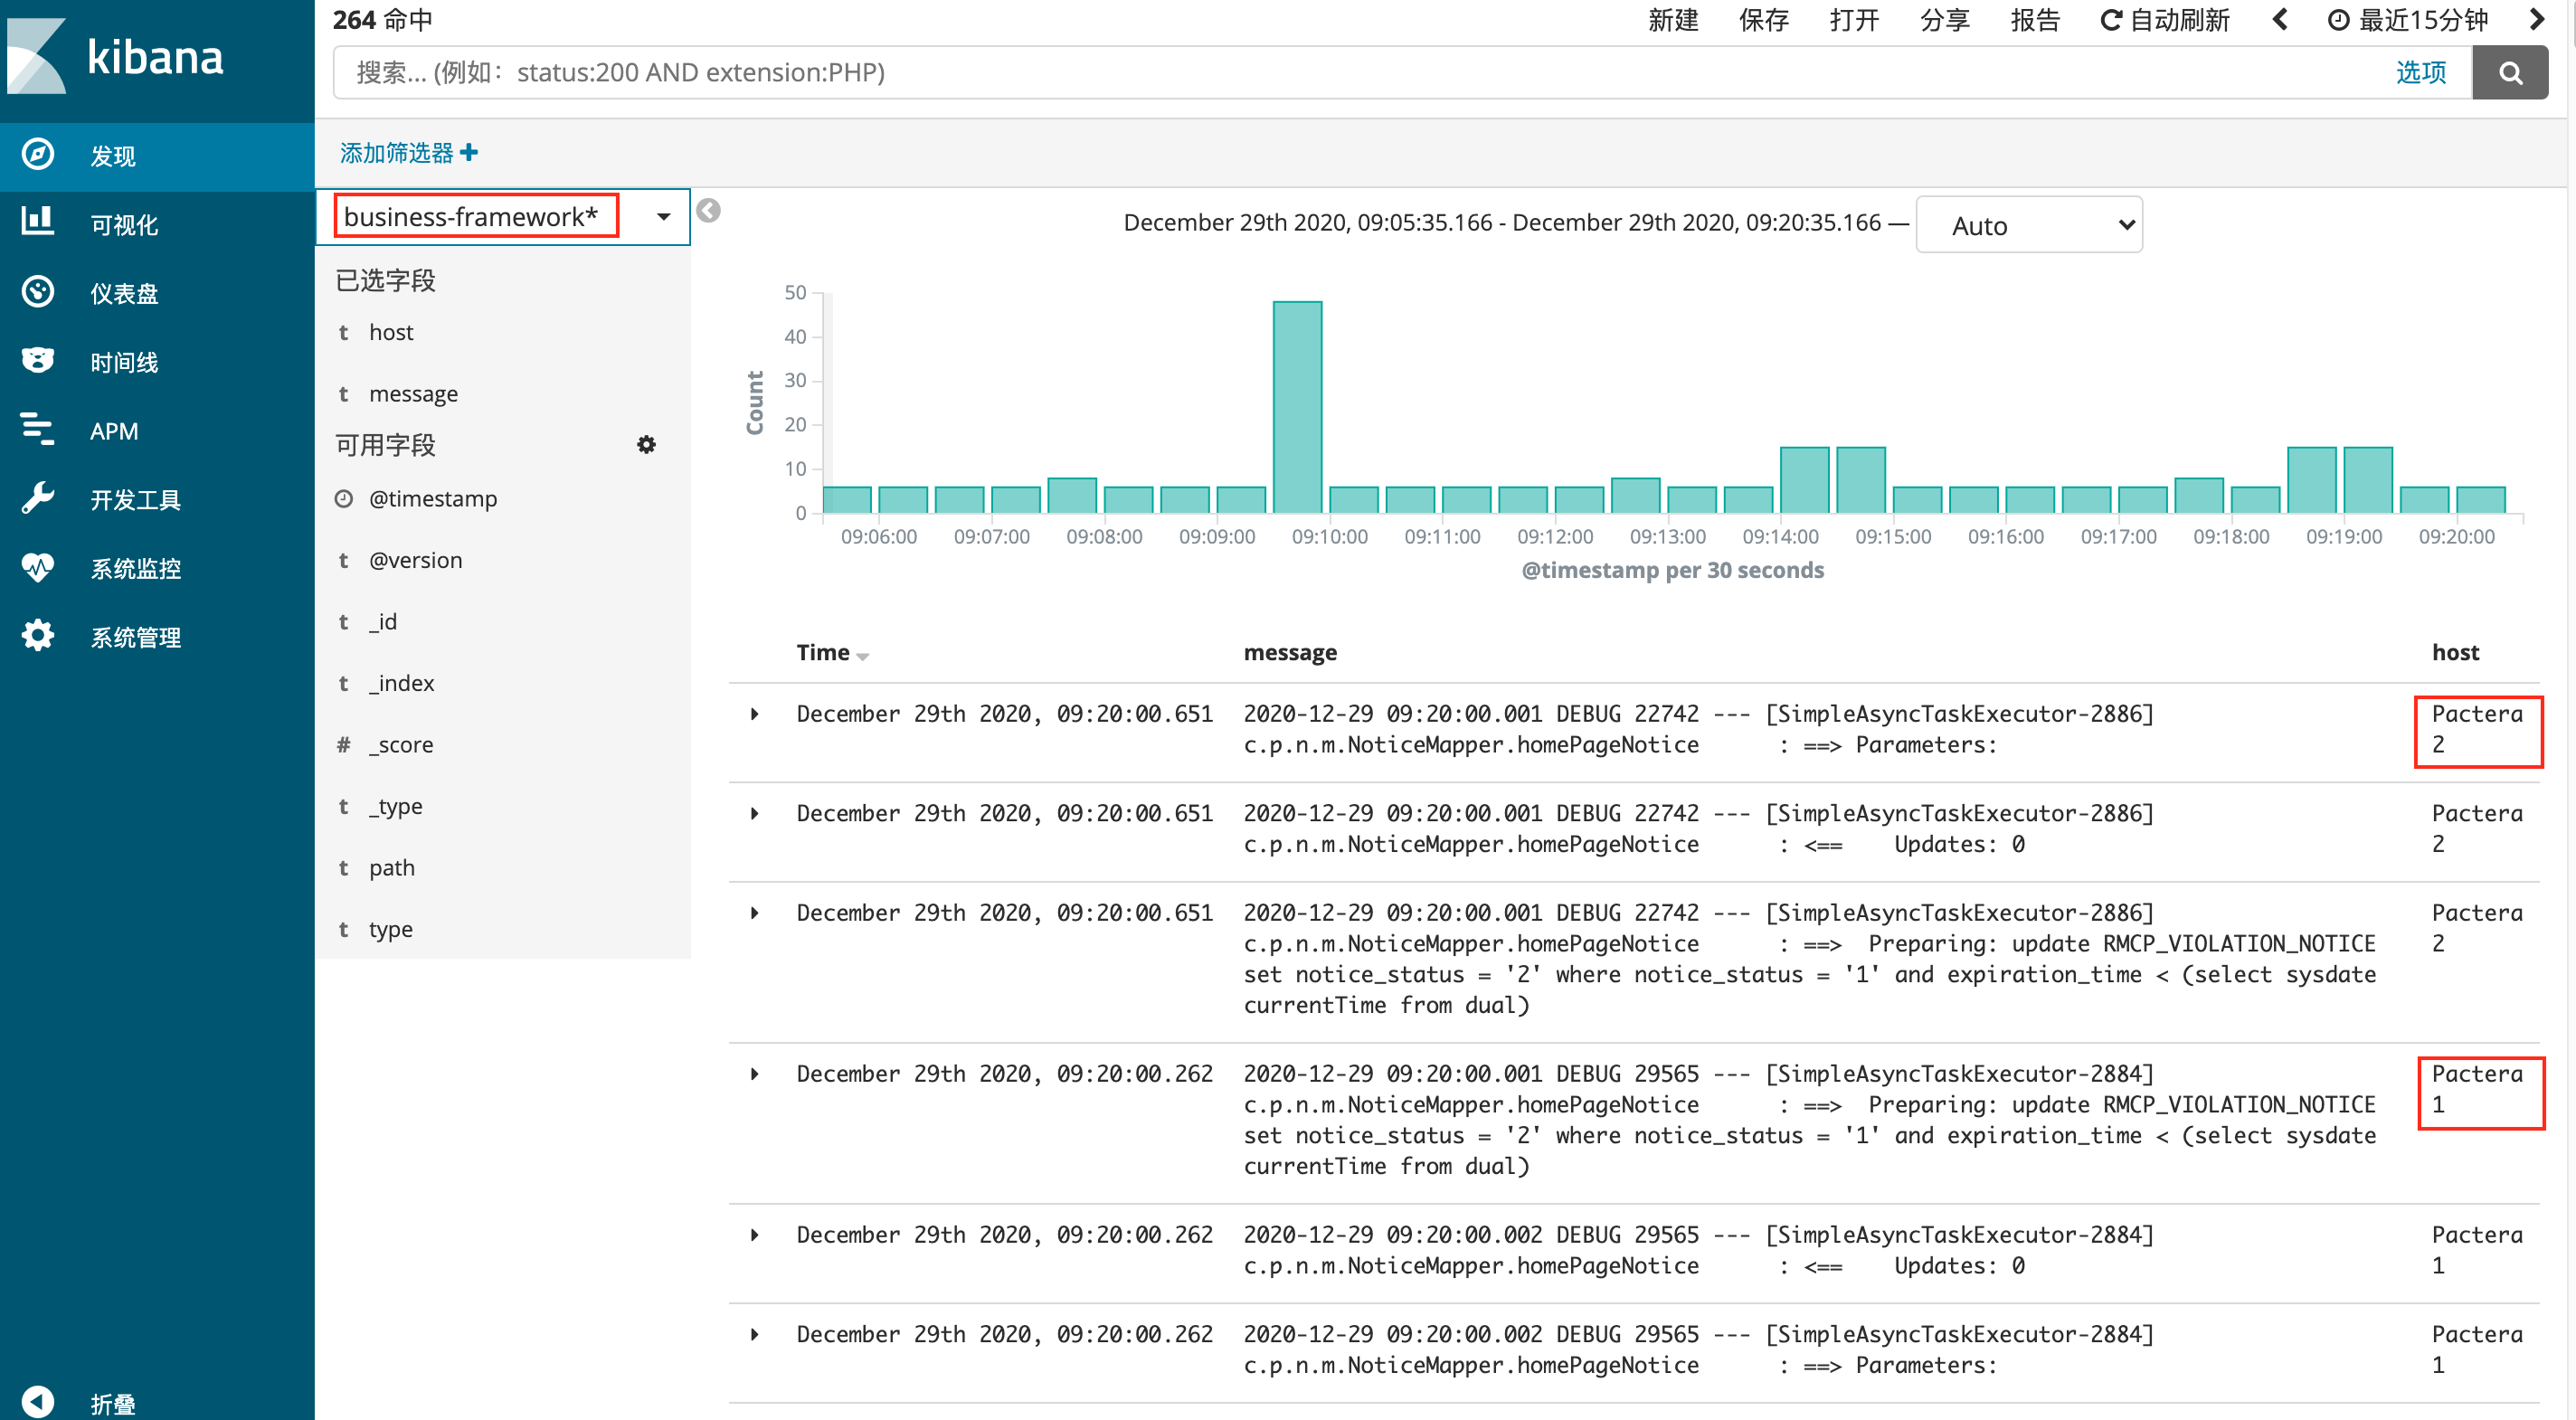 kibana
发现
可视化
仪表盘
时间线
APM
开发工具
系统监控
系统管理
折叠
264 命中
新建 保存 打开 分享 报告 自动刷新 最近15分钟
搜索... (例如：status:200 AND extension:PHP) 选项
添加筛选器
business-framework*
已选字段
t host
t message
可用字段
@timestamp
t @version
t _id
t _index
# _score
t _type
t path
t type
December 29th 2020, 09:05:35.166 - December 29th 2020, 09:20:35.166 — Auto
Count
50
40
30
20
10
0
09:06:00 09:07:00 09:08:00 09:09:00 09:10:00 09:11:00 09:12:00 09:13:00 09:14:00 09:15:00 09:16:00 09:17:00 09:18:00 09:19:00 09:20:00
@timestamp per 30 seconds
Time message host
December 29th 2020, 09:20:00.651 2020-12-29 09:20:00.001 DEBUG 22742 --- [SimpleAsyncTaskExecutor-2886] Pactera
c.p.n.m.NoticeMapper.homePageNotice : ==> Parameters: 2
December 29th 2020, 09:20:00.651 2020-12-29 09:20:00.001 DEBUG 22742 --- [SimpleAsyncTaskExecutor-2886] Pactera
c.p.n.m.NoticeMapper.homePageNotice : <== Updates: 0 2
December 29th 2020, 09:20:00.651 2020-12-29 09:20:00.001 DEBUG 22742 --- [SimpleAsyncTaskExecutor-2886] Pactera
c.p.n.m.NoticeMapper.homePageNotice : ==> Preparing: update RMCP_VIOLATION_NOTICE 2
set notice_status = '2' where notice_status = '1' and expiration_time < (select sysdate
currentTime from dual)
December 29th 2020, 09:20:00.262 2020-12-29 09:20:00.001 DEBUG 29565 --- [SimpleAsyncTaskExecutor-2884] Pactera
c.p.n.m.NoticeMapper.homePageNotice : ==> Preparing: update RMCP_VIOLATION_NOTICE 1
set notice_status = '2' where notice_status = '1' and expiration_time < (select sysdate
currentTime from dual)
December 29th 2020, 09:20:00.262 2020-12-29 09:20:00.002 DEBUG 29565 --- [SimpleAsyncTaskExecutor-2884] Pactera
c.p.n.m.NoticeMapper.homePageNotice : <== Updates: 0 1
December 29th 2020, 09:20:00.262 2020-12-29 09:20:00.002 DEBUG 29565 --- [SimpleAsyncTaskExecutor-2884] Pactera
c.p.n.m.NoticeMapper.homePageNotice : ==> Parameters: 1